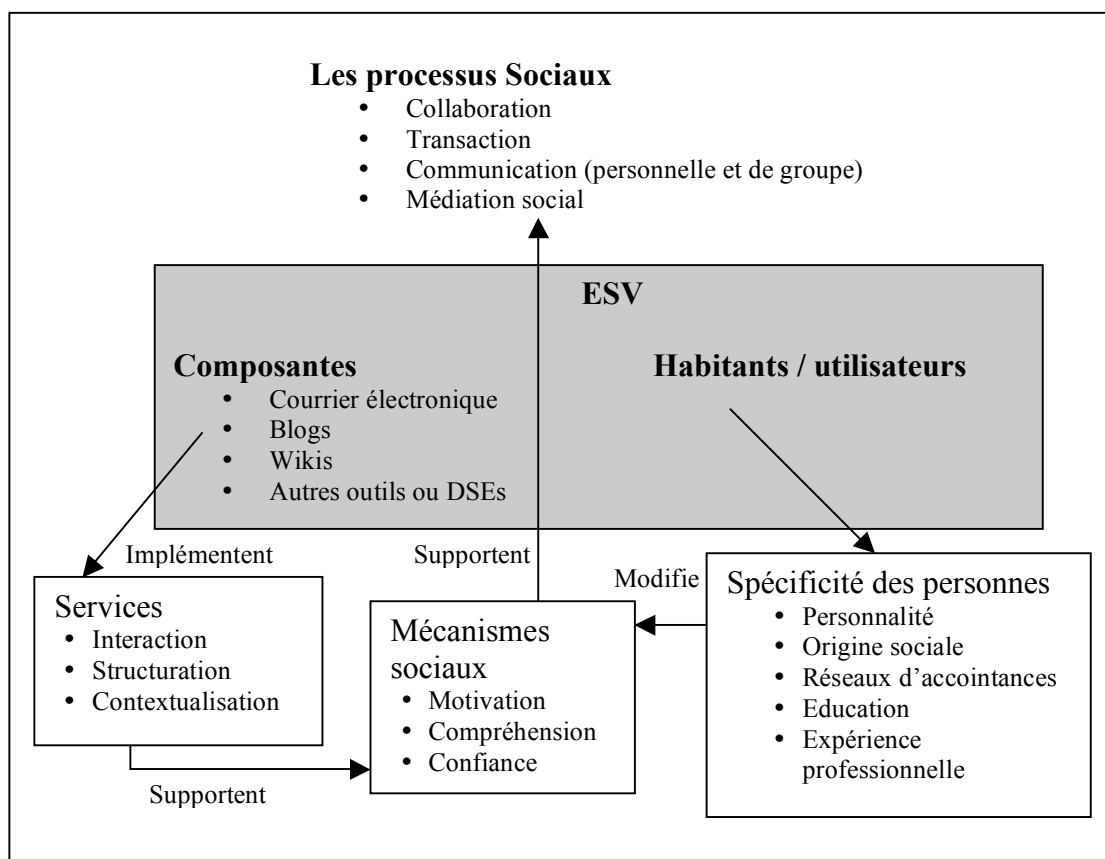 Les processus Sociaux
• Collaboration
• Transaction
• Communication (personnelle et de groupe)
• Médiation social
ESV
Composantes
• Courrier électronique
• Blogs
• Wikis
• Autres outils ou DSEs
Habitants / utilisateurs
Implémentent
Supportent
Modifie
Services
• Interaction
• Structuration
• Contextualisation
Supportent
Mécanismes
sociaux
• Motivation
• Compréhension
• Confiance
Spécificité des personnes
• Personnalité
• Origine sociale
• Réseaux d’accointances
• Education
• Expérience
professionnelle